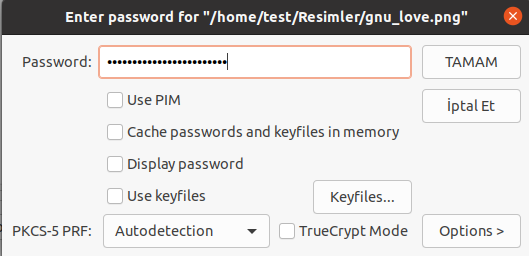 Enter password for "/home/test/Resimler/gnu_love.png"
Password: •••••••••••••••••••••••• TAMAM
Use PIM İptal Et
Cache passwords and keyfiles in memory
Display password
Use keyfiles Keyfiles...
PKCS-5 PRF: Autodetection TrueCrypt Mode Options >